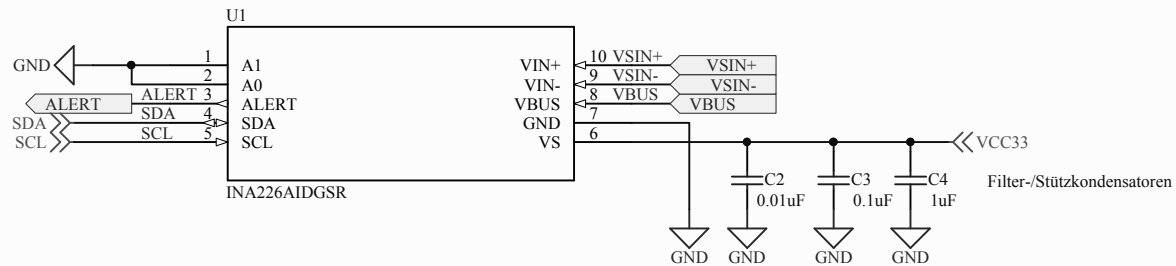 U1
GND
1 A1
2 A0
ALERT ALERT 3 ALERT
SDA SDA 4 SDA
SCL SCL 5 SCL
VIN+ 10 VSIN+ VSIN+
VIN- 9 VSIN- VSIN-
VBUS 8 VBUS VBUS
GND 7
VS 6
VCC33
INA226AIDGSR
C2
0.01uF
C3
0.1uF
C4
1uF
Filter-/Stützkondensatoren
GND GND GND GND